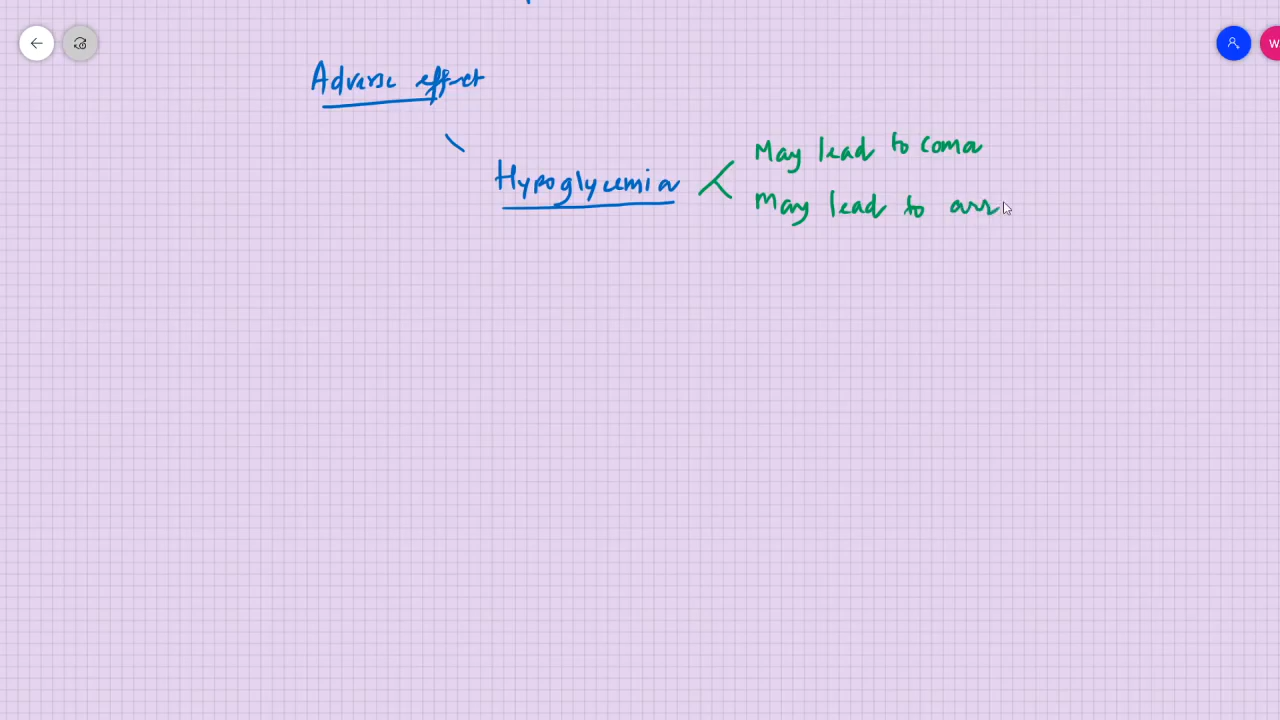 Adverse effect
May lead to coma
Hypoglycemia
May lead to arr
W